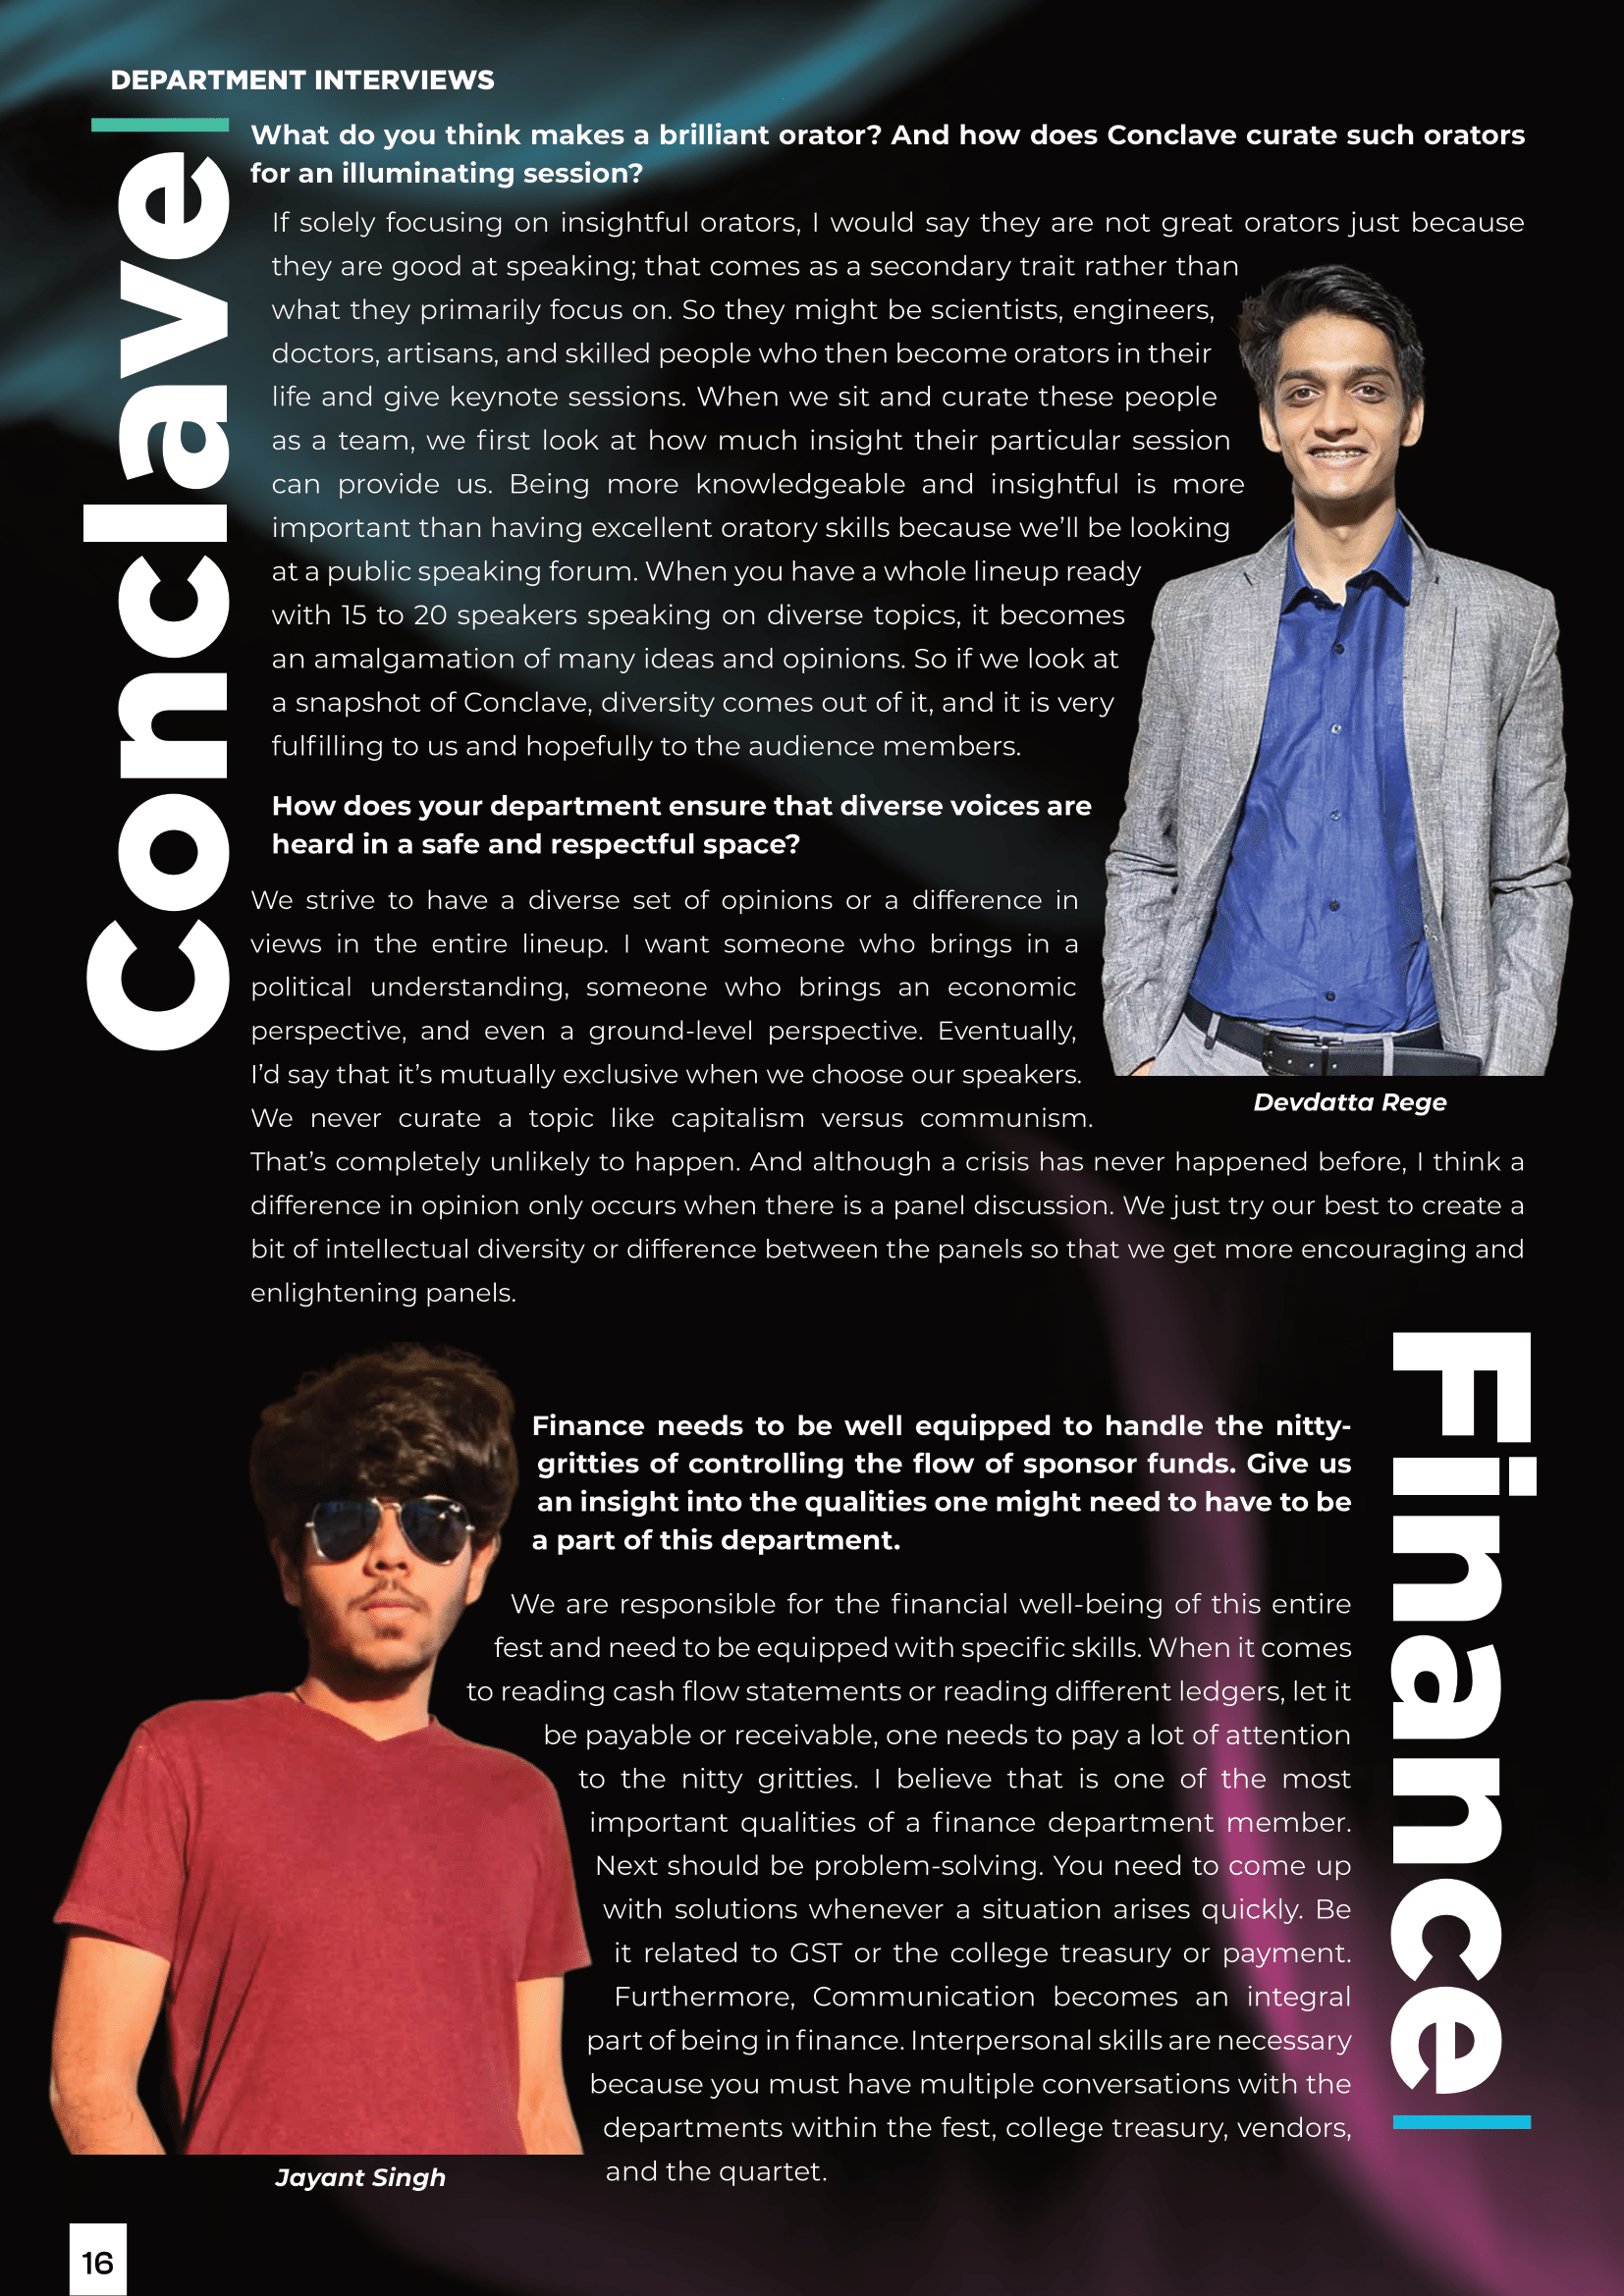 DEPARTMENT INTERVIEWS
Conclave
What do you think makes a brilliant orator? And how does Conclave curate such orators
for an illuminating session?
If solely focusing on insightful orators, I would say they are not great orators just because
they are good at speaking; that comes as a secondary trait rather than
what they primarily focus on. So they might be scientists, engineers,
doctors, artisans, and skilled people who then become orators in their
life and give keynote sessions. When we sit and curate these people
as a team, we first look at how much insight their particular session
can provide us. Being more knowledgeable and insightful is more
important than having excellent oratory skills because we’ll be looking
at a public speaking forum. When you have a whole lineup ready
with 15 to 20 speakers speaking on diverse topics, it becomes
an amalgamation of many ideas and opinions. So if we look at
a snapshot of Conclave, diversity comes out of it, and it is very
fulfilling to us and hopefully to the audience members.
How does your department ensure that diverse voices are
heard in a safe and respectful space?
We strive to have a diverse set of opinions or a difference in
views in the entire lineup. I want someone who brings in a
political understanding, someone who brings an economic
perspective, and even a ground-level perspective. Eventually,
I’d say that it’s mutually exclusive when we choose our speakers.
We never curate a topic like capitalism versus communism.
That’s completely unlikely to happen. And although a crisis has never happened before, I think a
difference in opinion only occurs when there is a panel discussion. We just try our best to create a
bit of intellectual diversity or difference between the panels so that we get more encouraging and
enlightening panels.
Devdatta Rege
Finance
Finance needs to be well equipped to handle the nitty-
gritties of controlling the flow of sponsor funds. Give us
an insight into the qualities one might need to have to be
a part of this department.
We are responsible for the financial well-being of this entire
fest and need to be equipped with specific skills. When it comes
to reading cash flow statements or reading different ledgers, let it
be payable or receivable, one needs to pay a lot of attention
to the nitty gritties. I believe that is one of the most
important qualities of a finance department member.
Next should be problem-solving. You need to come up
with solutions whenever a situation arises quickly. Be
it related to GST or the college treasury or payment.
Furthermore, Communication becomes an integral
part of being in finance. Interpersonal skills are necessary
because you must have multiple conversations with the
departments within the fest, college treasury, vendors,
and the quartet.
Jayant Singh
16